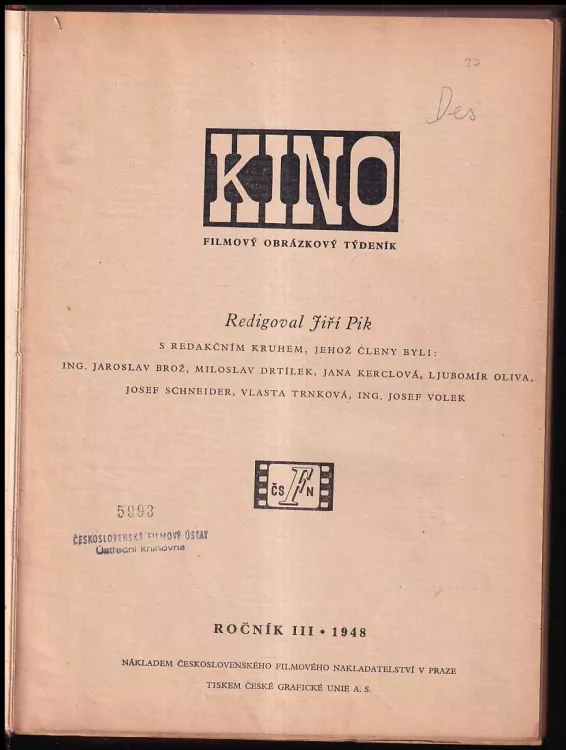 37
Des
KINO
FILMOVÝ OBRÁZKOVÝ TÝDENÍK
Redigoval Jiří Pik
S REDAKČNÍM KRUHEM, JEHOŽ ČLENY BYLI:
ING. JAROSLAV BROŽ, MILOSLAV DRTÍLEK, JANA KERCLOVÁ, LJUBOMÍR OLIVA,
JOSEF SCHNEIDER, VLASTA TRNKOVÁ, ING. JOSEF VOLEK
ČS F N
5993
ČESKOSLOVENSKÝ FILMOVÝ ÚSTAV
Ústřední knihovna
ROČNÍK III • 1948
NÁKLADEM ČESKOSLOVENSKÉHO FILMOVÉHO NAKLADATELSTVÍ V PRAZE
TISKEM ČESKÉ GRAFICKÉ UNIE A. S.